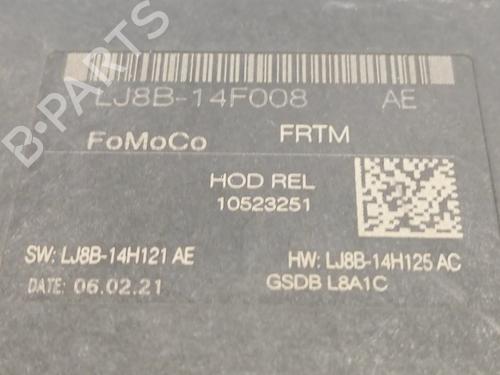 LJ8B-14F008 AE
FoMoCo FRTM
HOD REL
10523251
SW: LJ8B-14H121 AE HW: LJ8B-14H125 AC
DATE: 06.02.21 GSDB L8A1C
B-PARTS